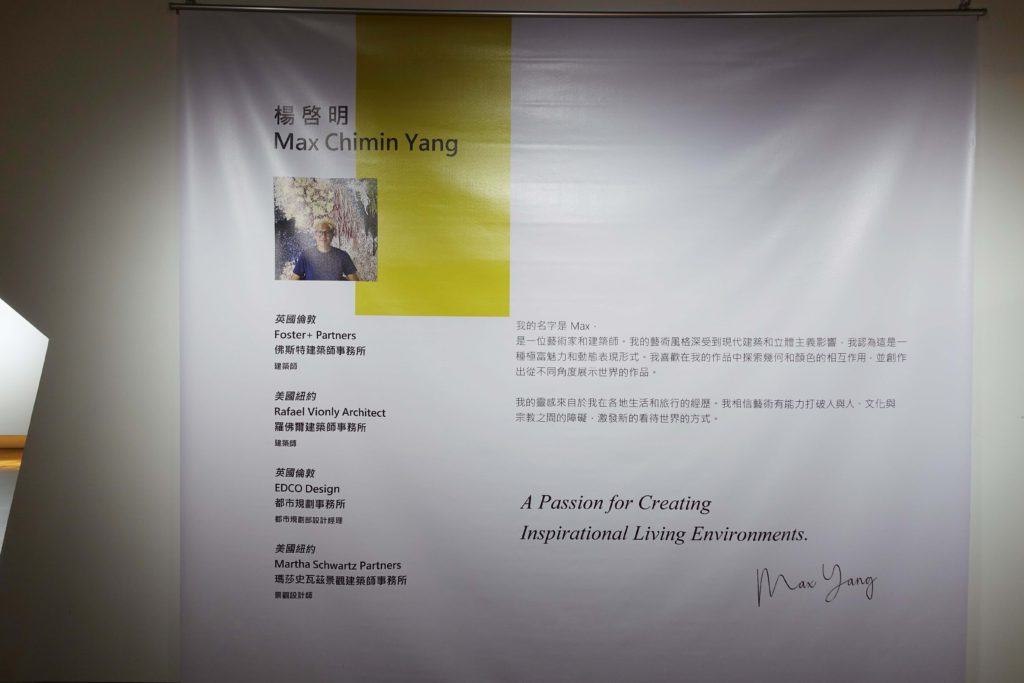 楊啓明
Max Chimin Yang
英國倫敦
Foster+ Partners
佛斯特建築師事務所
建築師
美國紐約
Rafael Vionly Architect
羅佛爾建築師事務所
建築師
英國倫敦
EDCO Design
都市規劃事務所
都市規劃部設計經理
美國紐約
Martha Schwartz Partners
瑪莎史瓦茲景觀建築師事務所
景觀設計師
我的名字是 Max，
是一位藝術家和建築師。我的藝術風格深受到現代建築和立體主義影響，我認為這是一
種極富魅力和動態表現形式。我喜歡在我的作品中探索幾何和顏色的相互作用，並創作
出從不同角度展示世界的作品。
我的靈感來自於我在各地生活和旅行的經歷。我相信藝術有能力打破人與人、文化與
宗教之間的障礙，激發新的看待世界的方式。
A Passion for Creating
Inspirational Living Environments.
Max Yang